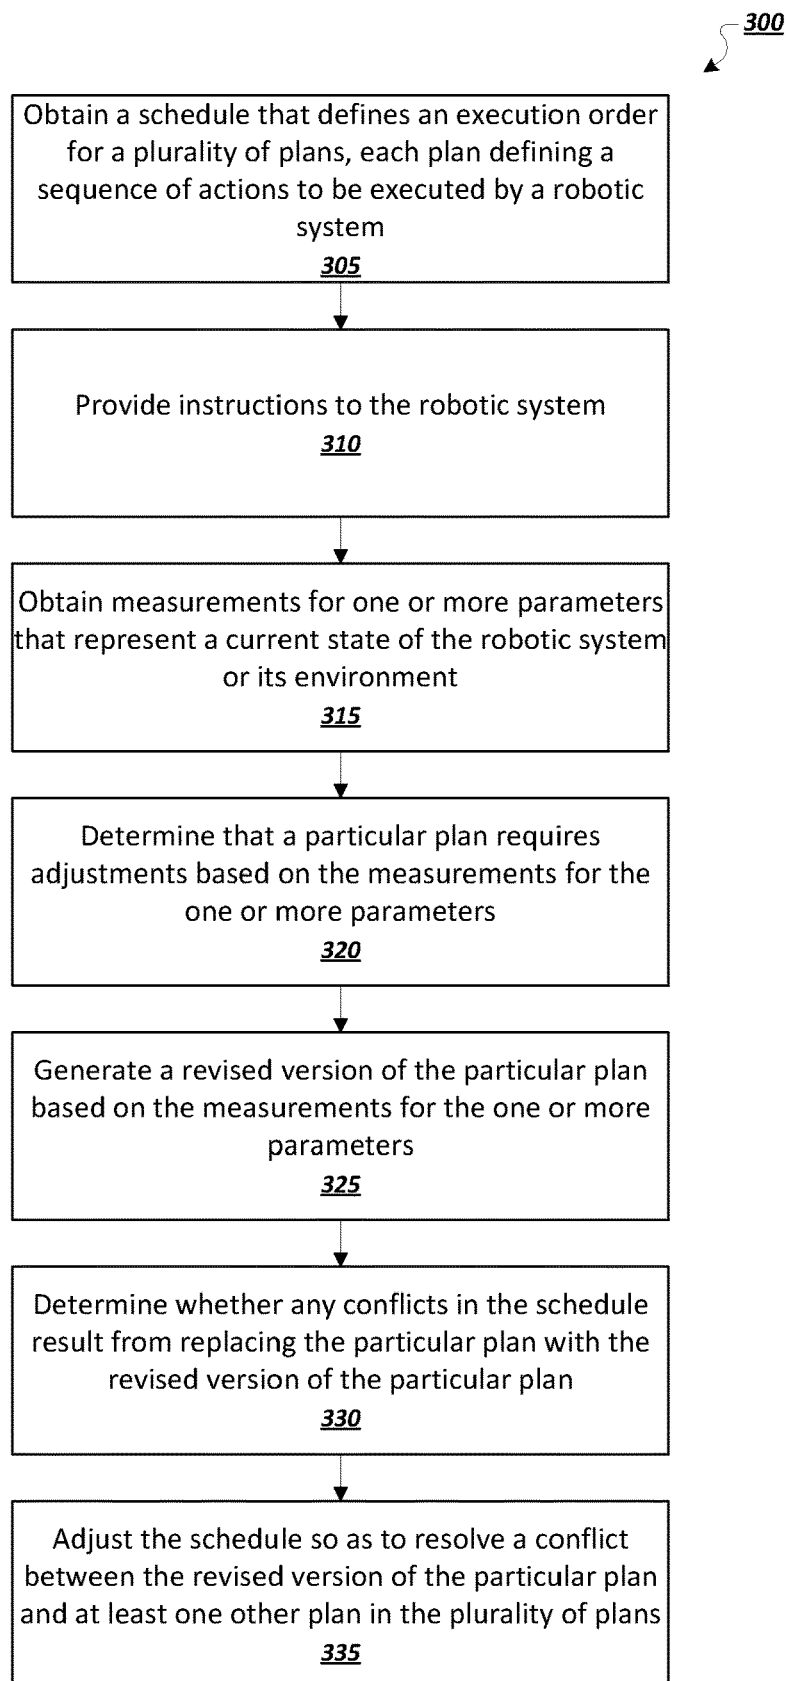 300
Obtain a schedule that defines an execution order
for a plurality of plans, each plan defining a
sequence of actions to be executed by a robotic
system
305
Provide instructions to the robotic system
310
Obtain measurements for one or more parameters
that represent a current state of the robotic system
or its environment
315
Determine that a particular plan requires
adjustments based on the measurements for the
one or more parameters
320
Generate a revised version of the particular plan
based on the measurements for the one or more
parameters
325
Determine whether any conflicts in the schedule
result from replacing the particular plan with the
revised version of the particular plan
330
Adjust the schedule so as to resolve a conflict
between the revised version of the particular plan
and at least one other plan in the plurality of plans
335